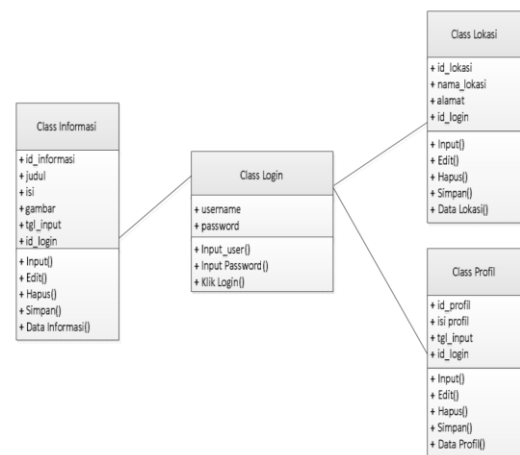 Class Informasi
+ id_informasi
+ judul
+ isi
+ gambar
+ tgl_input
+ id_login
+ Input()
+ Edit()
+ Hapus()
+ Simpan()
+ Data Informasi()
Class Login
+ username
+ password
+ Input_user()
+ Input Password()
+ Klik Login()
Class Lokasi
+ id_lokasi
+ nama_lokasi
+ alamat
+ id_login
+ Input()
+ Edit()
+ Hapus()
+ Simpan()
+ Data Lokasi()
Class Profil
+ id_profil
+ isi profil
+ tgl_input
+ id_login
+ Input()
+ Edit()
+ Hapus()
+ Simpan()
+ Data Profil()